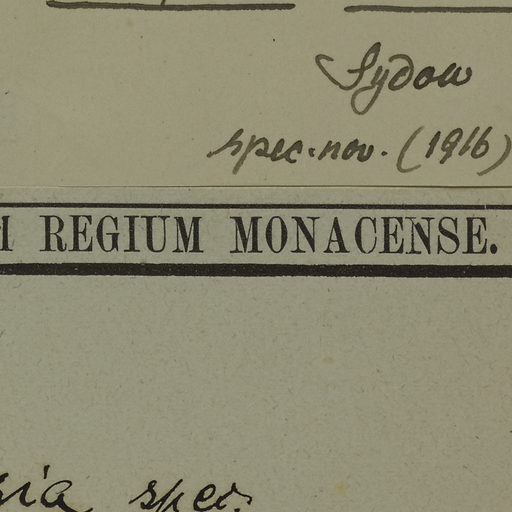 Sydow
spec. nov. (1916)
REGIUM MONACENSE.
spec.